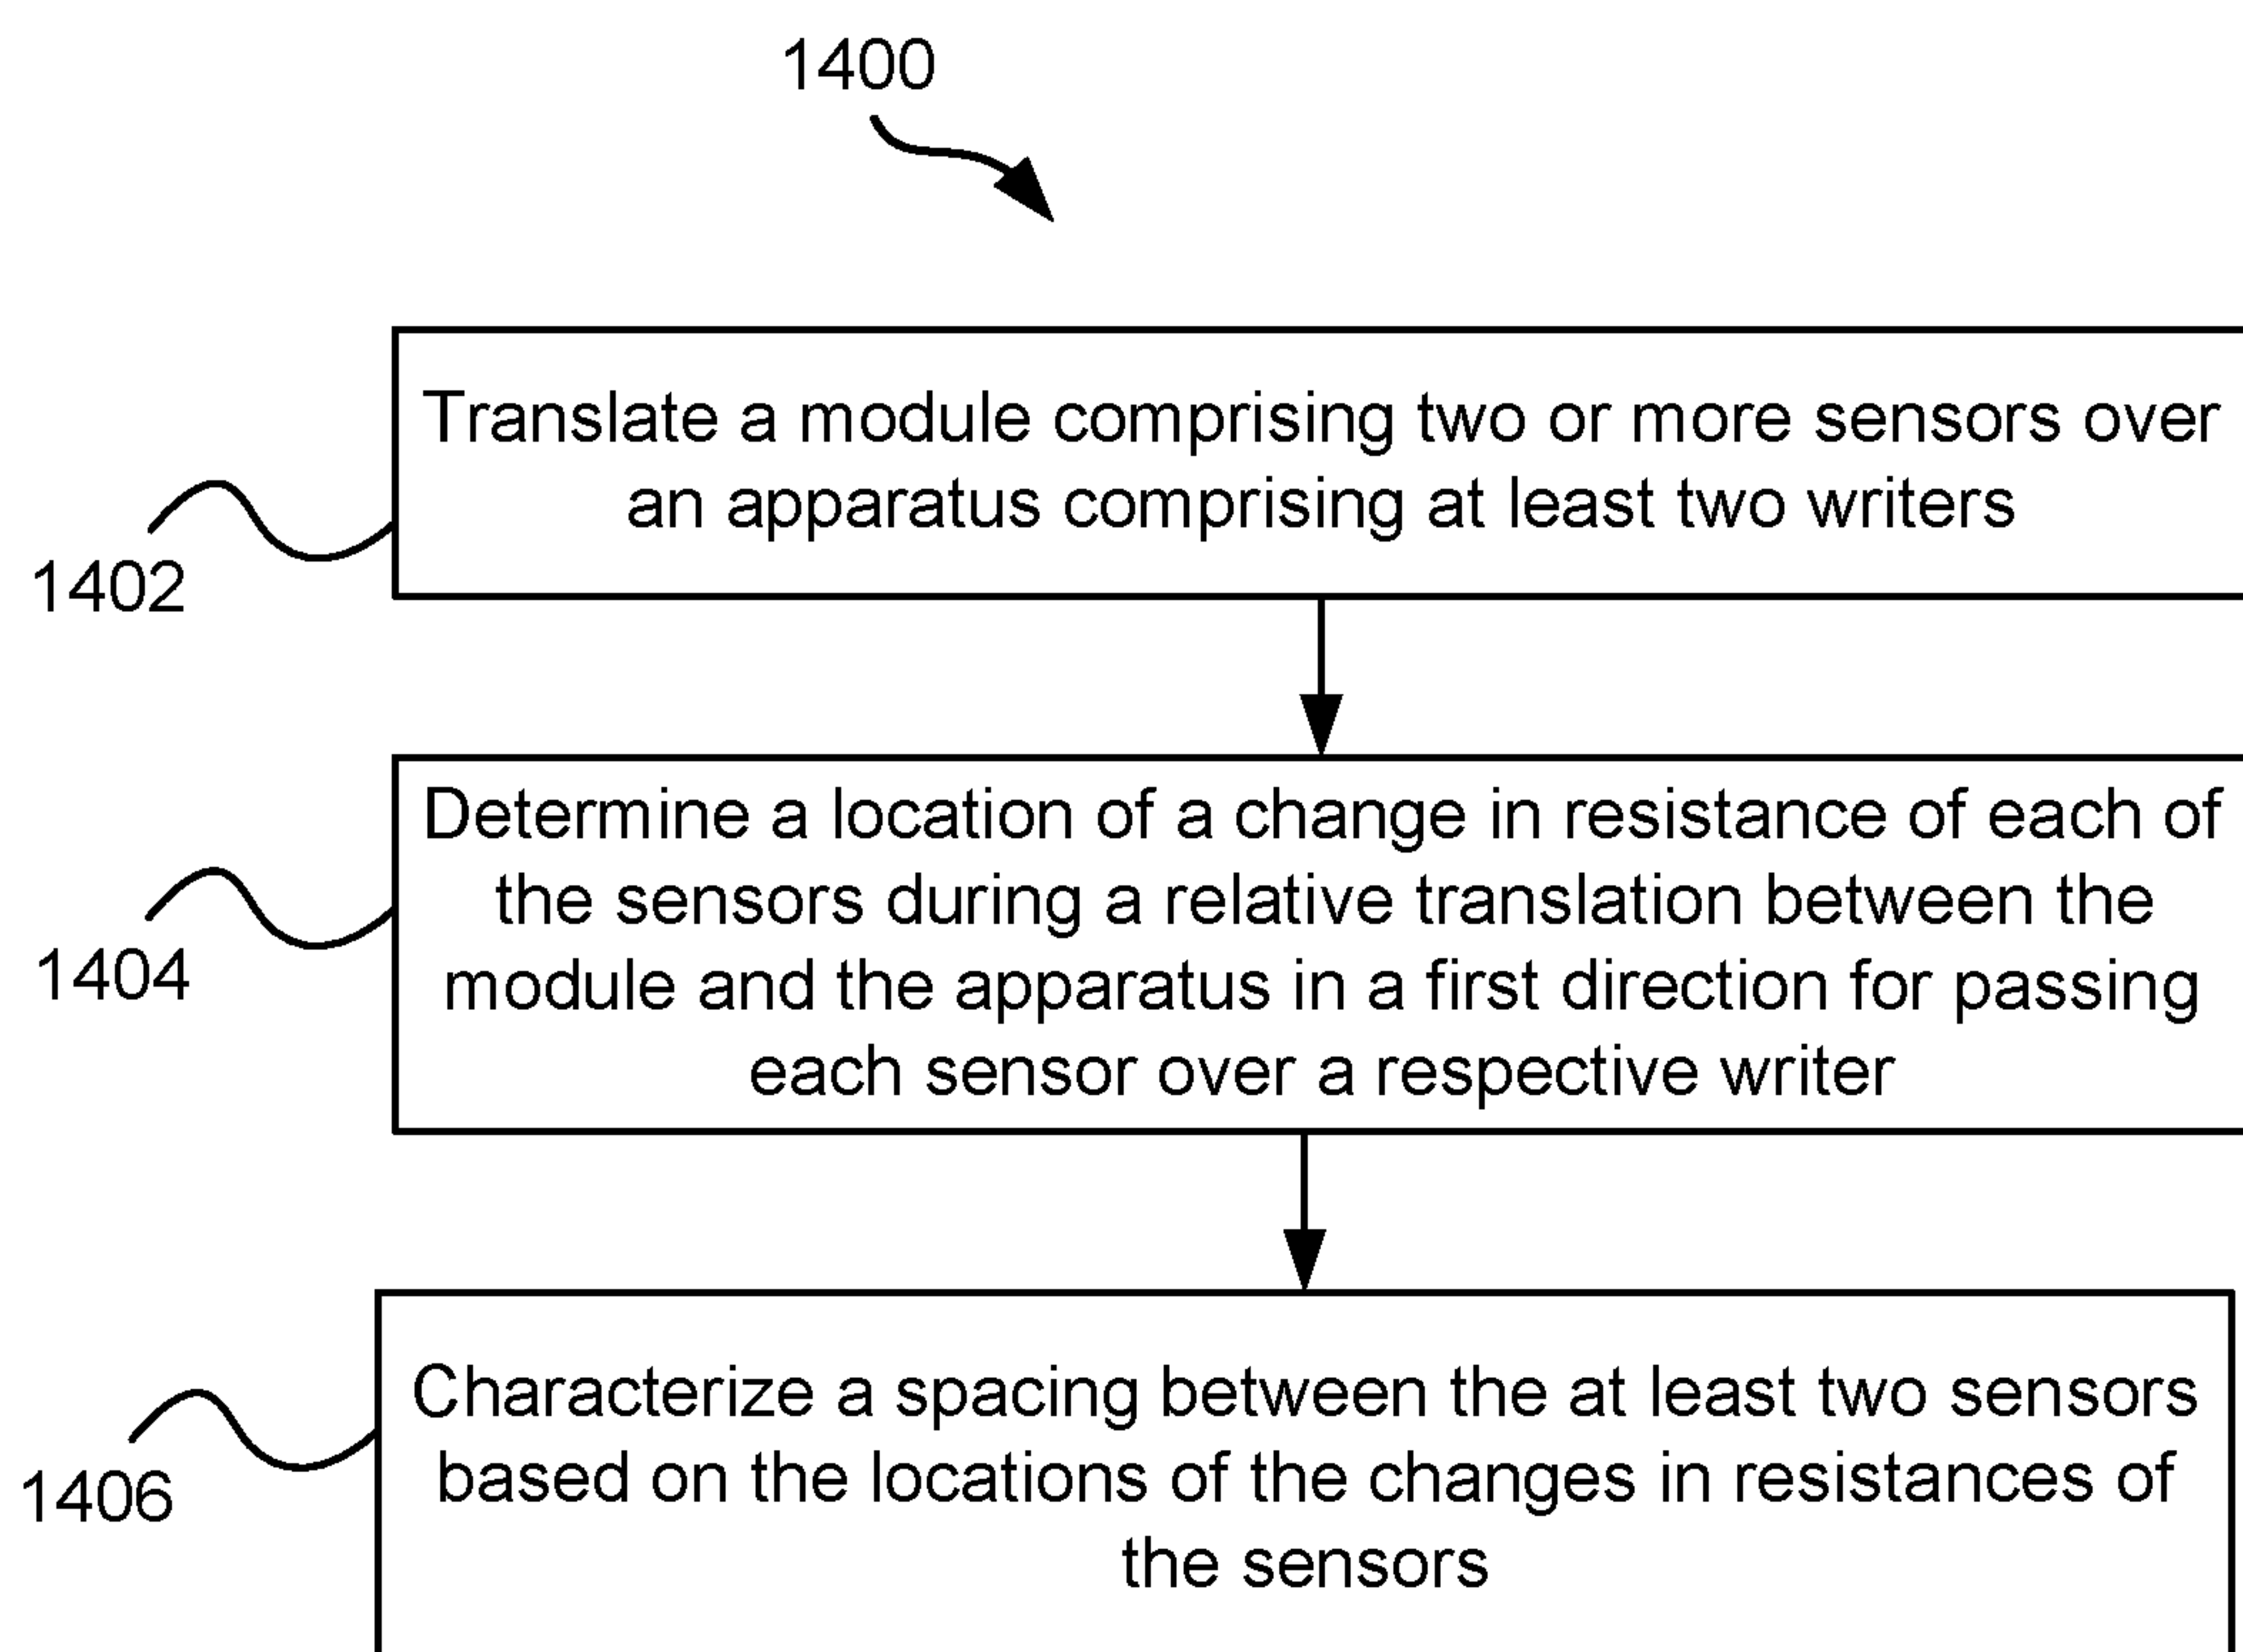 1400
Translate a module comprising two or more sensors over
an apparatus comprising at least two writers
1402
Determine a location of a change in resistance of each of
the sensors during a relative translation between the
module and the apparatus in a first direction for passing
each sensor over a respective writer
1404
Characterize a spacing between the at least two sensors
based on the locations of the changes in resistances of
the sensors
1406